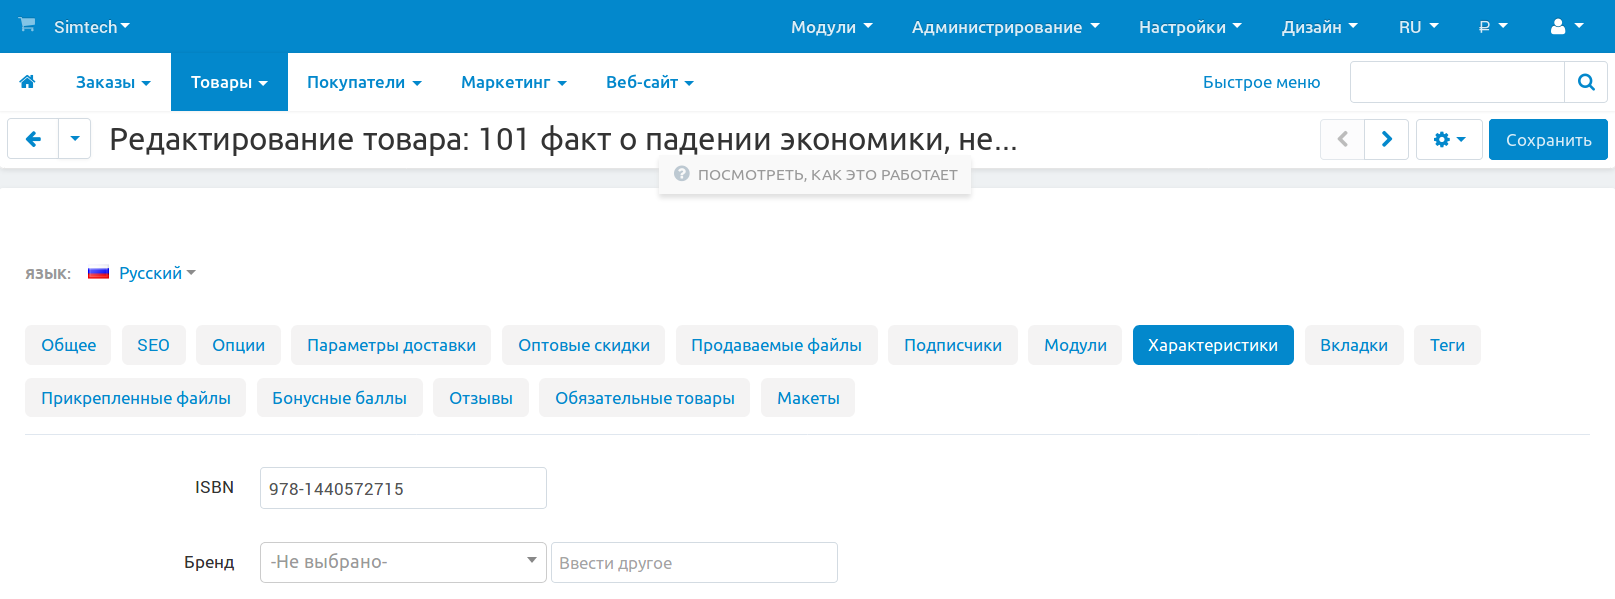 Simtech Модули Администрирование Настройки Дизайн RU ₽
Заказы Товары Покупатели Маркетинг Веб-сайт Быстрое меню
Редактирование товара: 101 факт о падении экономики, не... Сохранить
ПОСМОТРЕТЬ, КАК ЭТО РАБОТАЕТ
ЯЗЫК: Русский
Общее SEO Опции Параметры доставки Оптовые скидки Продаваемые файлы Подписчики Модули Характеристики Вкладки Теги
Прикрепленные файлы Бонусные баллы Отзывы Обязательные товары Макеты
ISBN 978-1440572715
Бренд -Не выбрано- Ввести другое